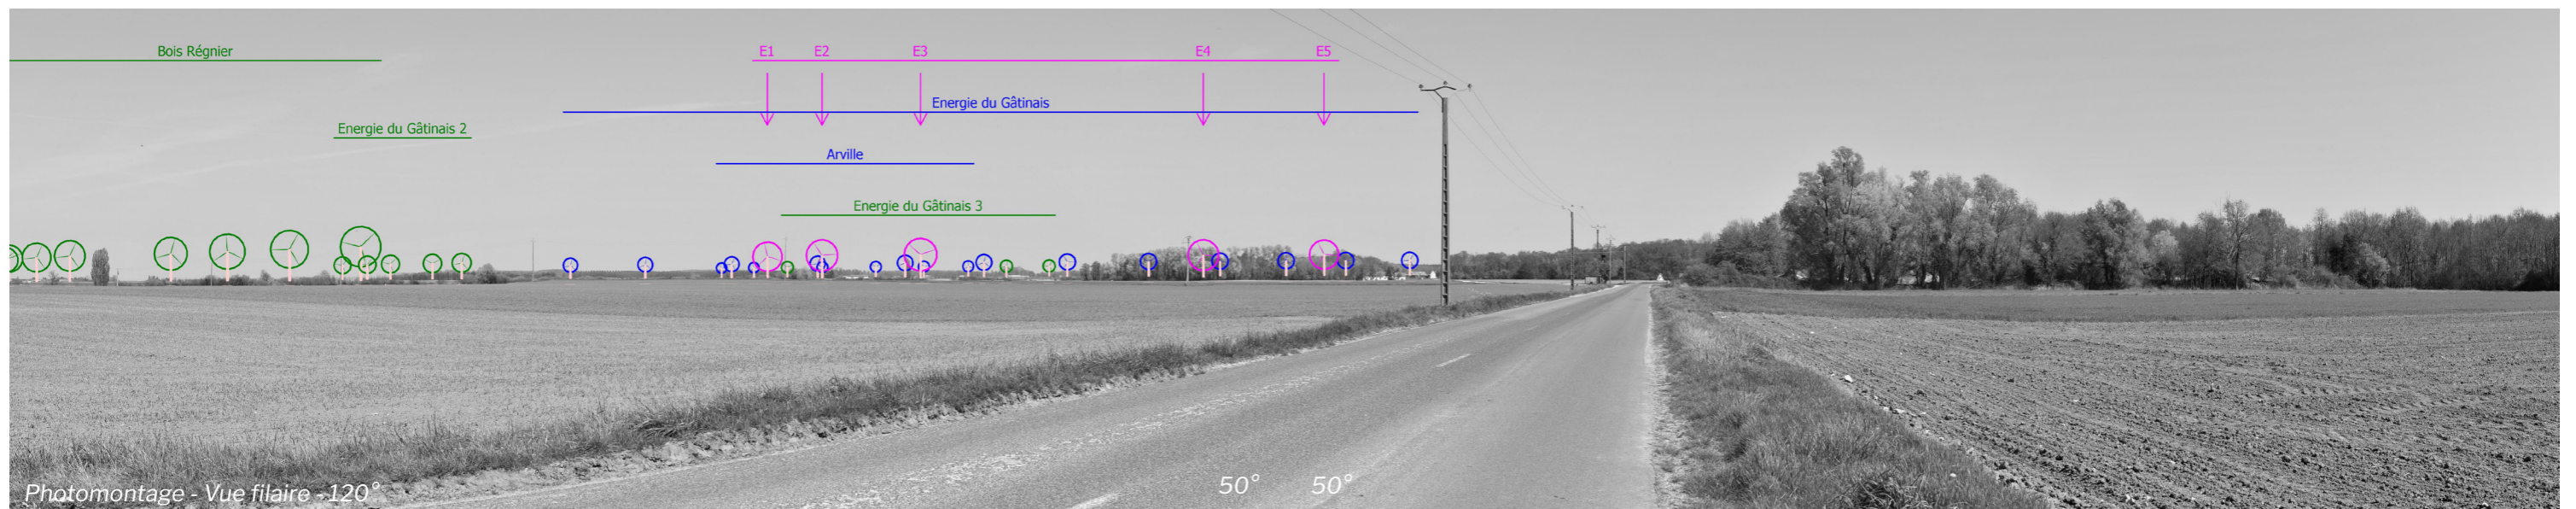 Bois Régnier
E1 E2 E3 E4 E5
Energie du Gâtinais
Energie du Gâtinais 2
Arville
Energie du Gâtinais 3
Photomontage - Vue filaire - 120°
50° 50°